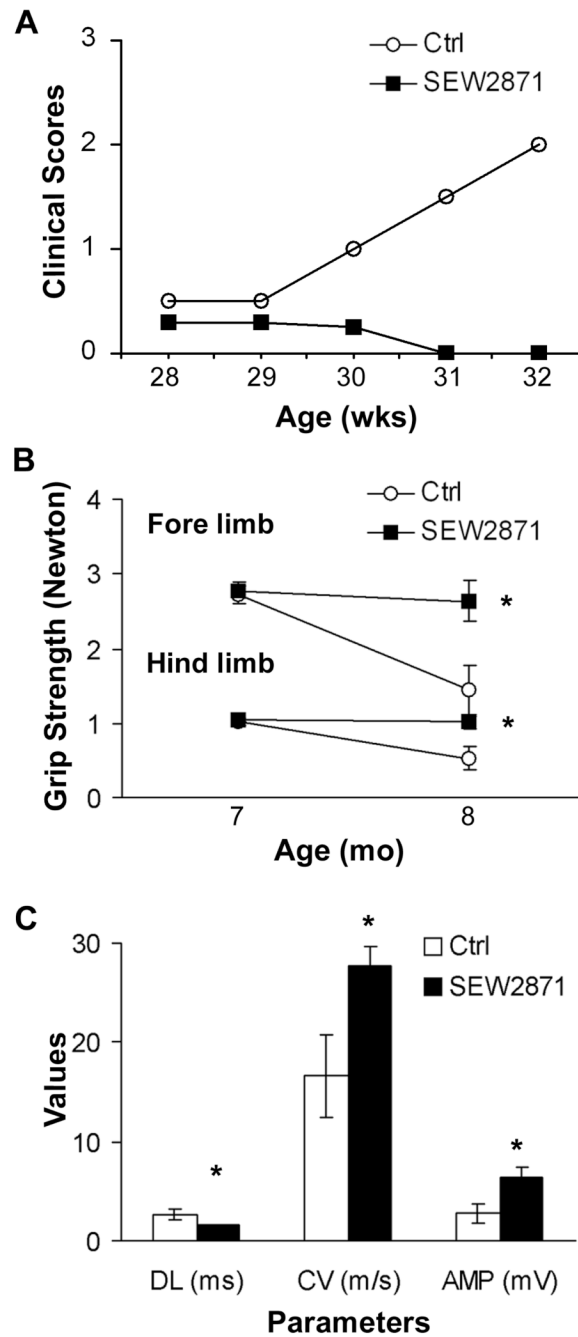 A
3
2
1
0
Clinical Scores
Ctrl
SEW2871
28 29 30 31 32
Age (wks)
B
4
3
2
1
0
Grip Strength (Newton)
Ctrl
SEW2871
Fore limb
*
Hind limb
*
7 8
Age (mo)
C
30
20
10
0
Values
Ctrl
SEW2871
* * *
DL (ms) CV (m/s) AMP (mV)
Parameters